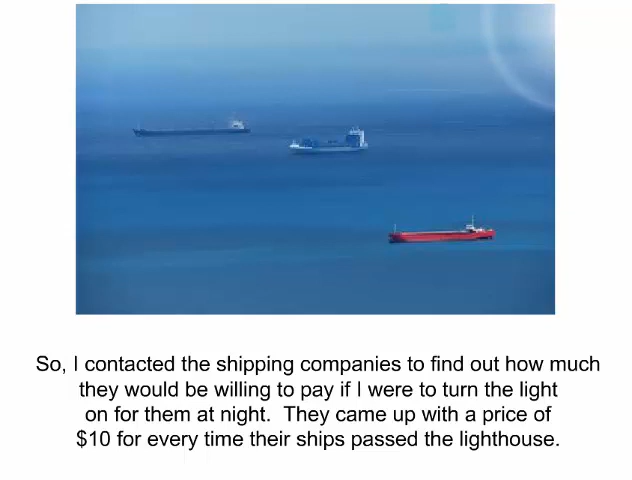 So, I contacted the shipping companies to find out how much
they would be willing to pay if I were to turn the light
on for them at night.  They came up with a price of
$10 for every time their ships passed the lighthouse.